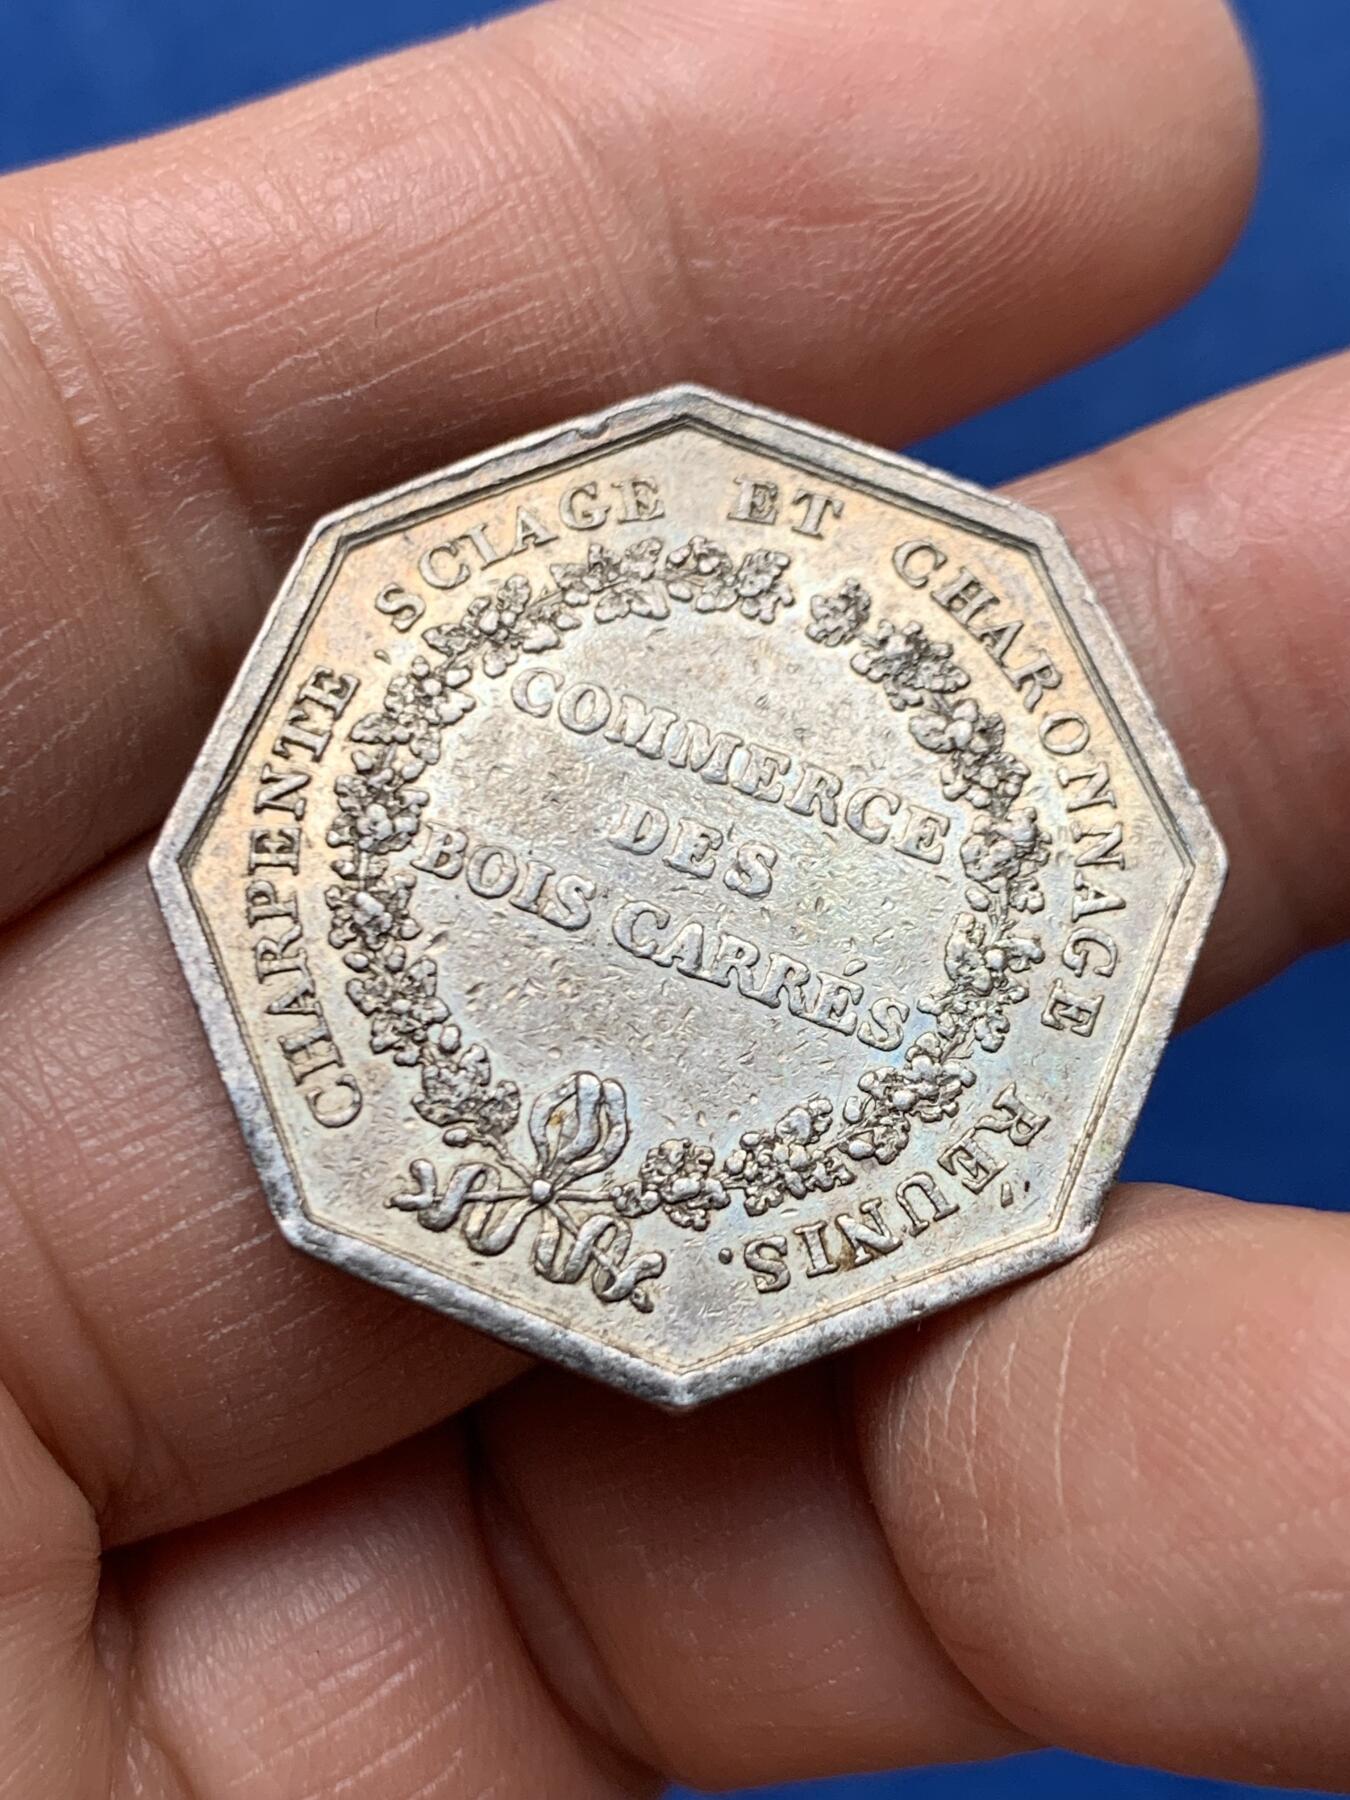 CHARPENTE, SCIAGE ET CHARONNAGE RÉUNIS.
COMMERCE
DES
BOIS CARRÉS